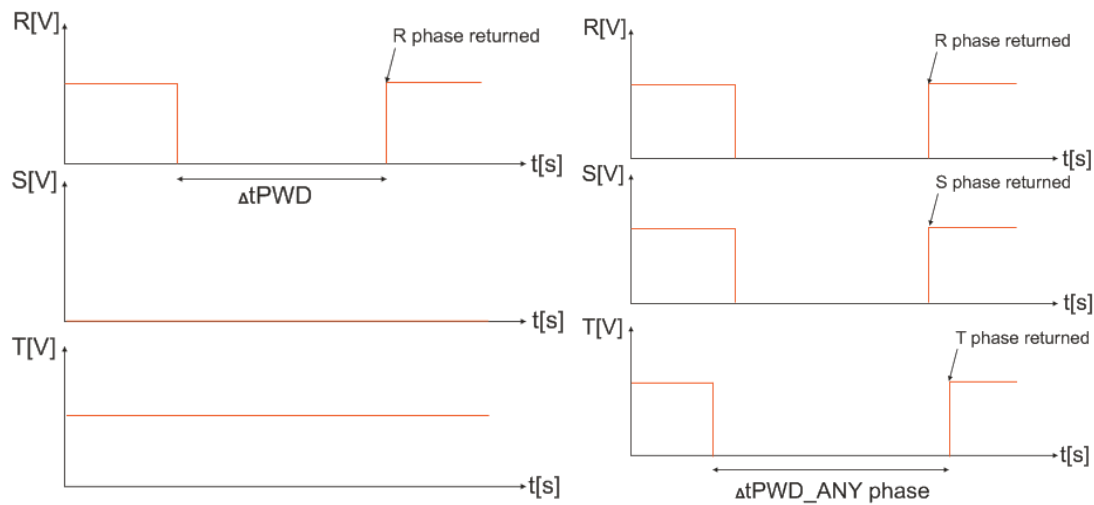 R[V]
R phase returned
t[s]
ΔtPWD
S[V]
t[s]
T[V]
t[s]
R[V]
R phase returned
t[s]
S[V]
S phase returned
t[s]
T[V]
T phase returned
t[s]
ΔtPWD_ANY phase